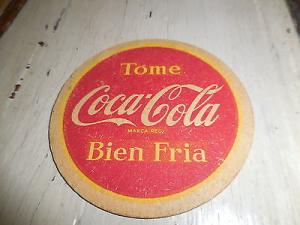 Tome
Coca-Cola
MARCA REG.
Bien Fria